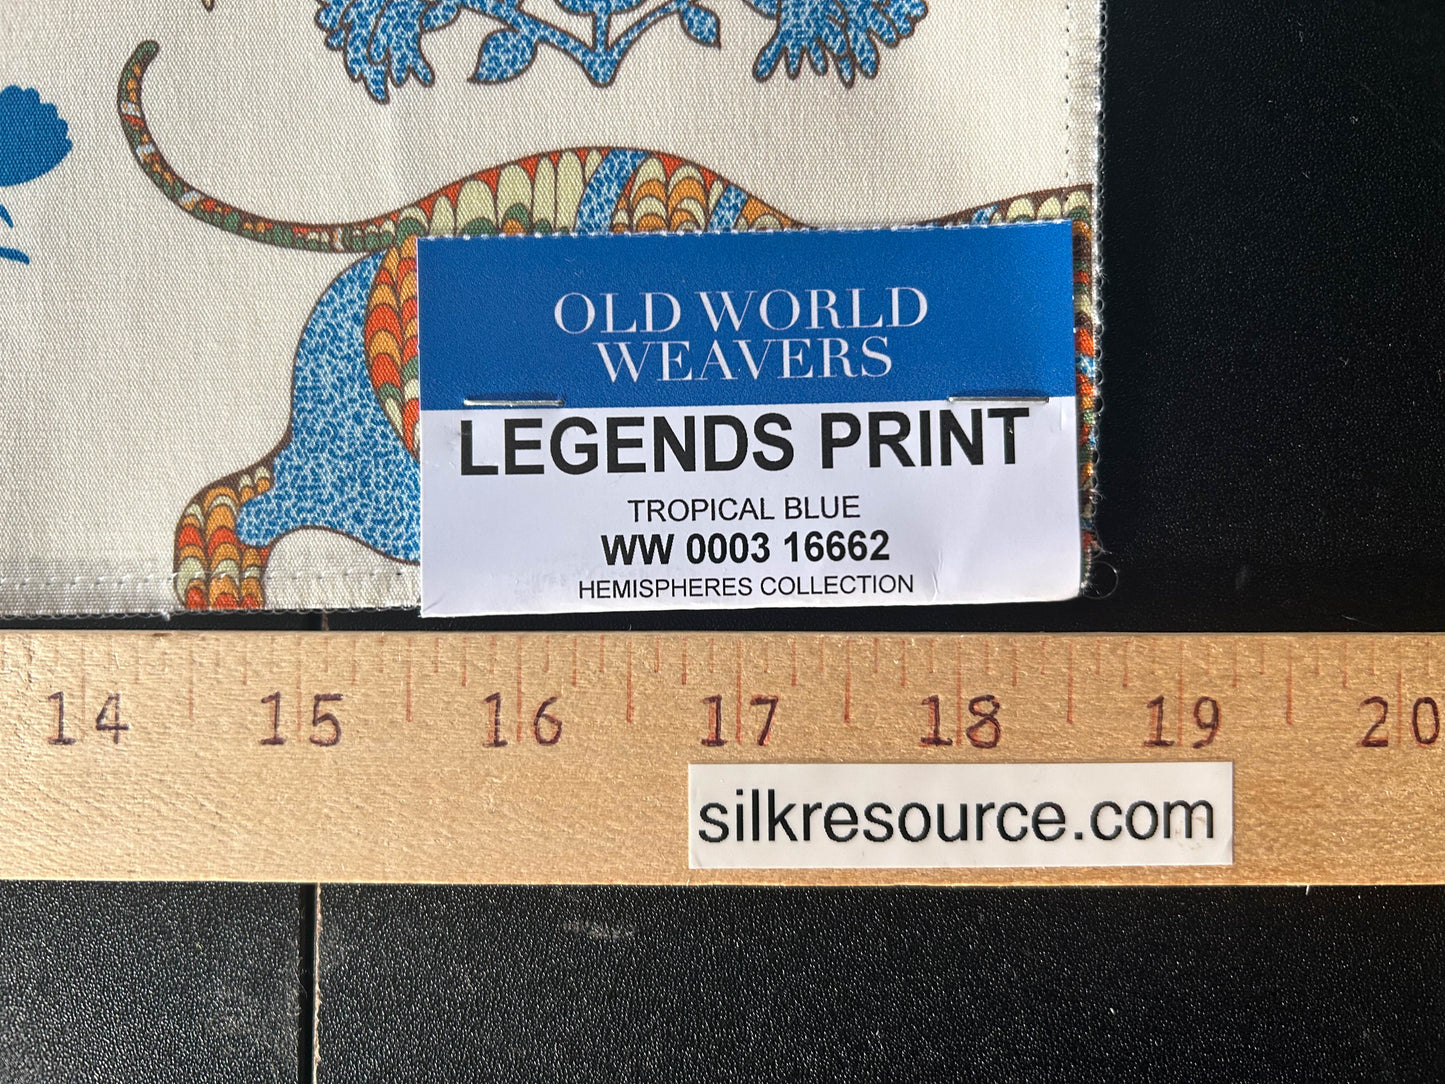 OLD WORLD
WEAVERS
LEGENDS PRINT
TROPICAL BLUE
WW 0003 16662
HEMISPHERES COLLECTION
14 15 16 17 18 19 20
silkresource.com